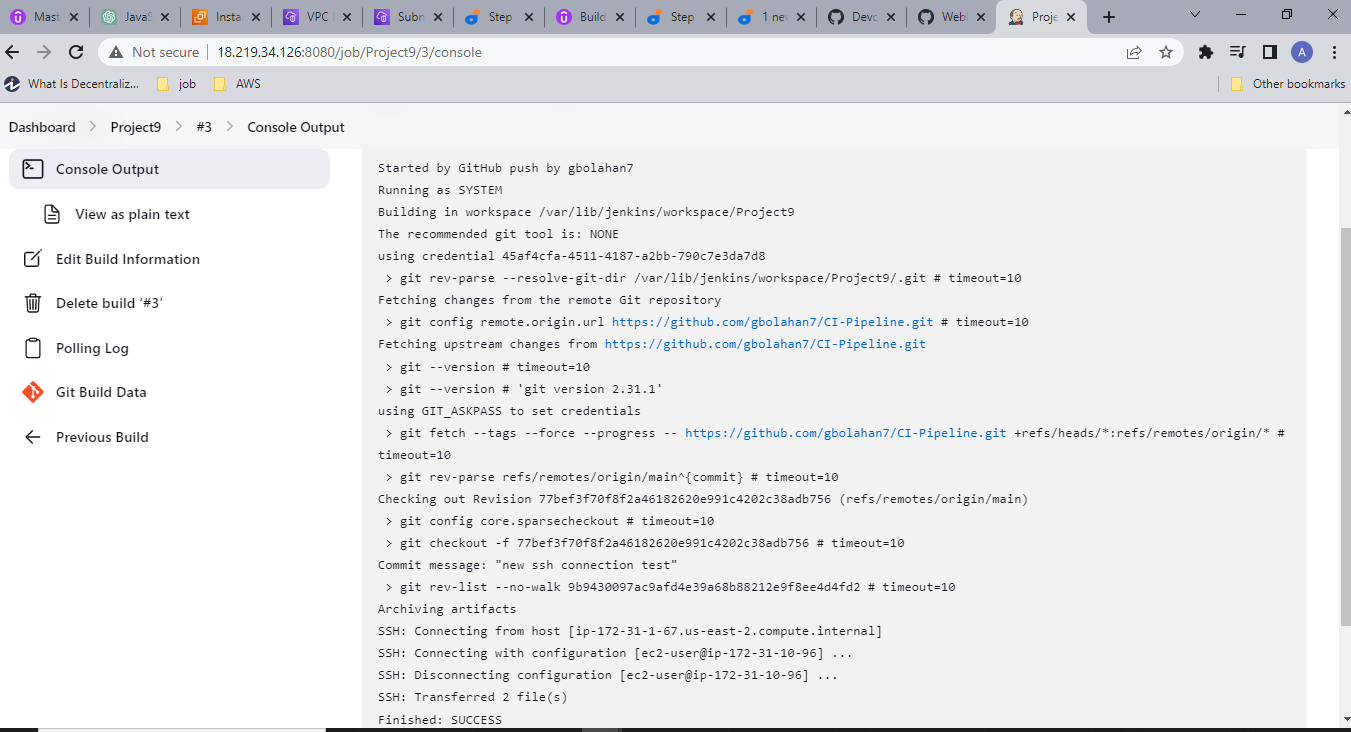 Mast
JavaS
Insta
VPC
Subn
Step
Build
Step
1 nev
Devo
Web
Proje
Not secure
18.219.34.126:8080/job/Project9/3/console
A
What Is Decentraliz...
job
AWS
Other bookmarks
Dashboard
Project9
#3
Console Output
Console Output
View as plain text
Edit Build Information
Delete build ‘#3’
Polling Log
Git Build Data
Previous Build
Started by GitHub push by gbolahan7
Running as SYSTEM
Building in workspace /var/lib/jenkins/workspace/Project9
The recommended git tool is: NONE
using credential 45af4cfa-4511-4187-a2bb-790c7e3da7d8
> git rev-parse --resolve-git-dir /var/lib/jenkins/workspace/Project9/.git # timeout=10
Fetching changes from the remote Git repository
> git config remote.origin.url https://github.com/gbolahan7/CI-Pipeline.git # timeout=10
Fetching upstream changes from https://github.com/gbolahan7/CI-Pipeline.git
> git --version # timeout=10
> git --version # 'git version 2.31.1'
using GIT_ASKPASS to set credentials
> git fetch --tags --force --progress -- https://github.com/gbolahan7/CI-Pipeline.git +refs/heads/*:refs/remotes/origin/* #
timeout=10
> git rev-parse refs/remotes/origin/main^{commit} # timeout=10
Checking out Revision 77bef3f70f8f2a46182620e991c4202c38adb756 (refs/remotes/origin/main)
> git config core.sparsecheckout # timeout=10
> git checkout -f 77bef3f70f8f2a46182620e991c4202c38adb756 # timeout=10
Commit message: "new ssh connection test"
> git rev-list --no-walk 9b9430097ac9afd4e39a68b88212e9f8ee4d4fd2 # timeout=10
Archiving artifacts
SSH: Connecting from host [ip-172-31-1-67.us-east-2.compute.internal]
SSH: Connecting with configuration [ec2-user@ip-172-31-10-96] ...
SSH: Disconnecting configuration [ec2-user@ip-172-31-10-96] ...
SSH: Transferred 2 file(s)
Finished: SUCCESS